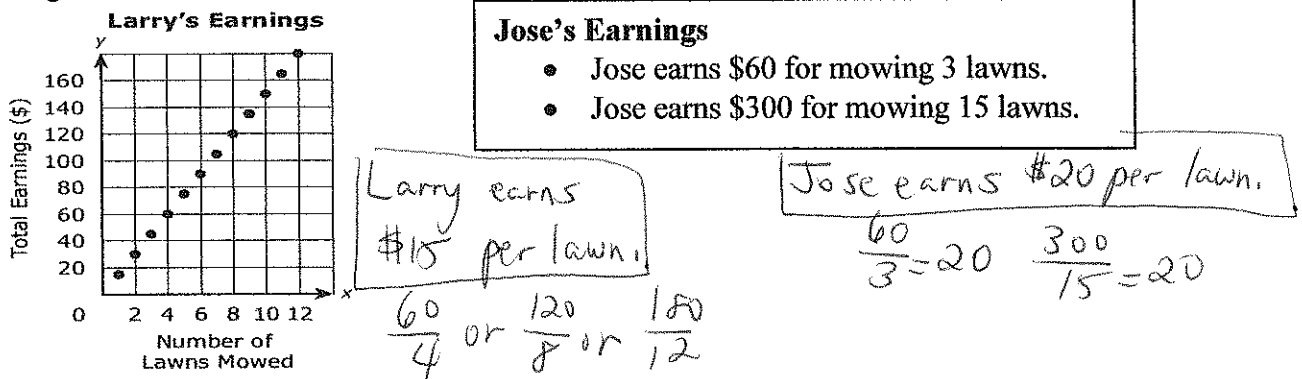 Larry's Earnings
y
160
140
120
100
80
60
40
20
0 2 4 6 8 10 12
x
Total Earnings ($)
Number of
Lawns Mowed
Jose's Earnings
• Jose earns $60 for mowing 3 lawns.
• Jose earns $300 for mowing 15 lawns.
Larry earns
$15 per lawn.
60/4 or 120/8 or 180/12
Jose earns $20 per lawn.
60/3 = 20 300/15 = 20